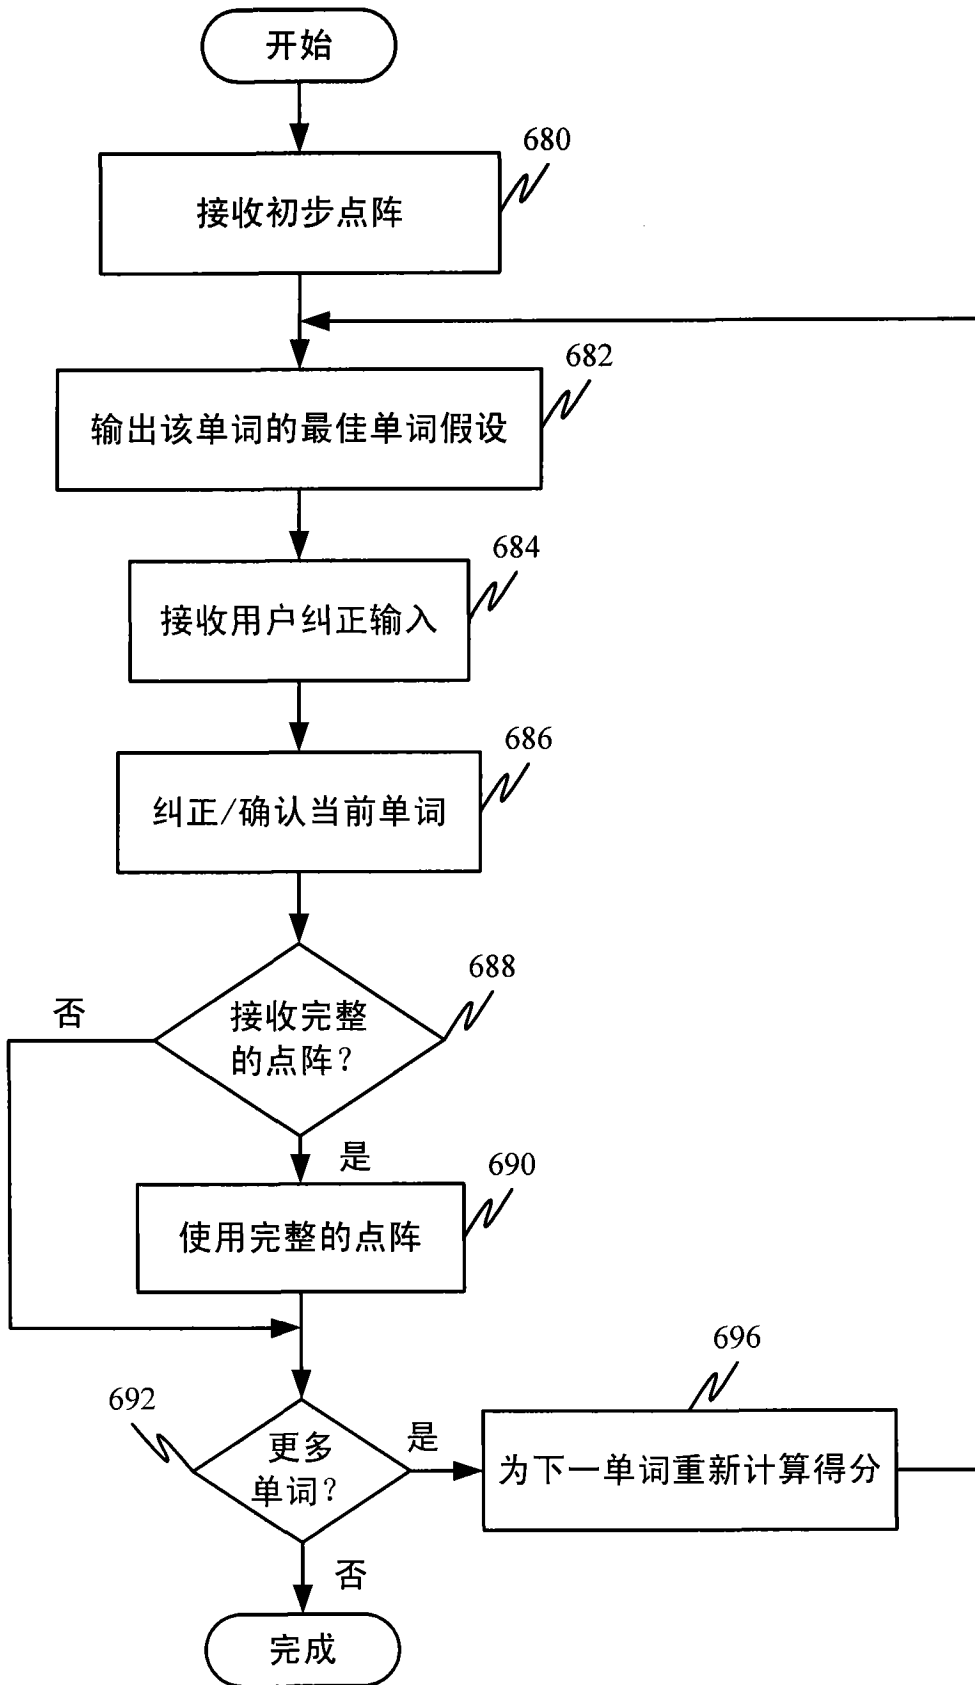 开始
680
接收初步点阵
682
输出该单词的最佳单词假设
684
接收用户纠正输入
686
纠正/确认当前单词
688
否
接收完整
的点阵？
是
690
使用完整的点阵
696
692
更多
单词？
是
为下一单词重新计算得分
否
完成